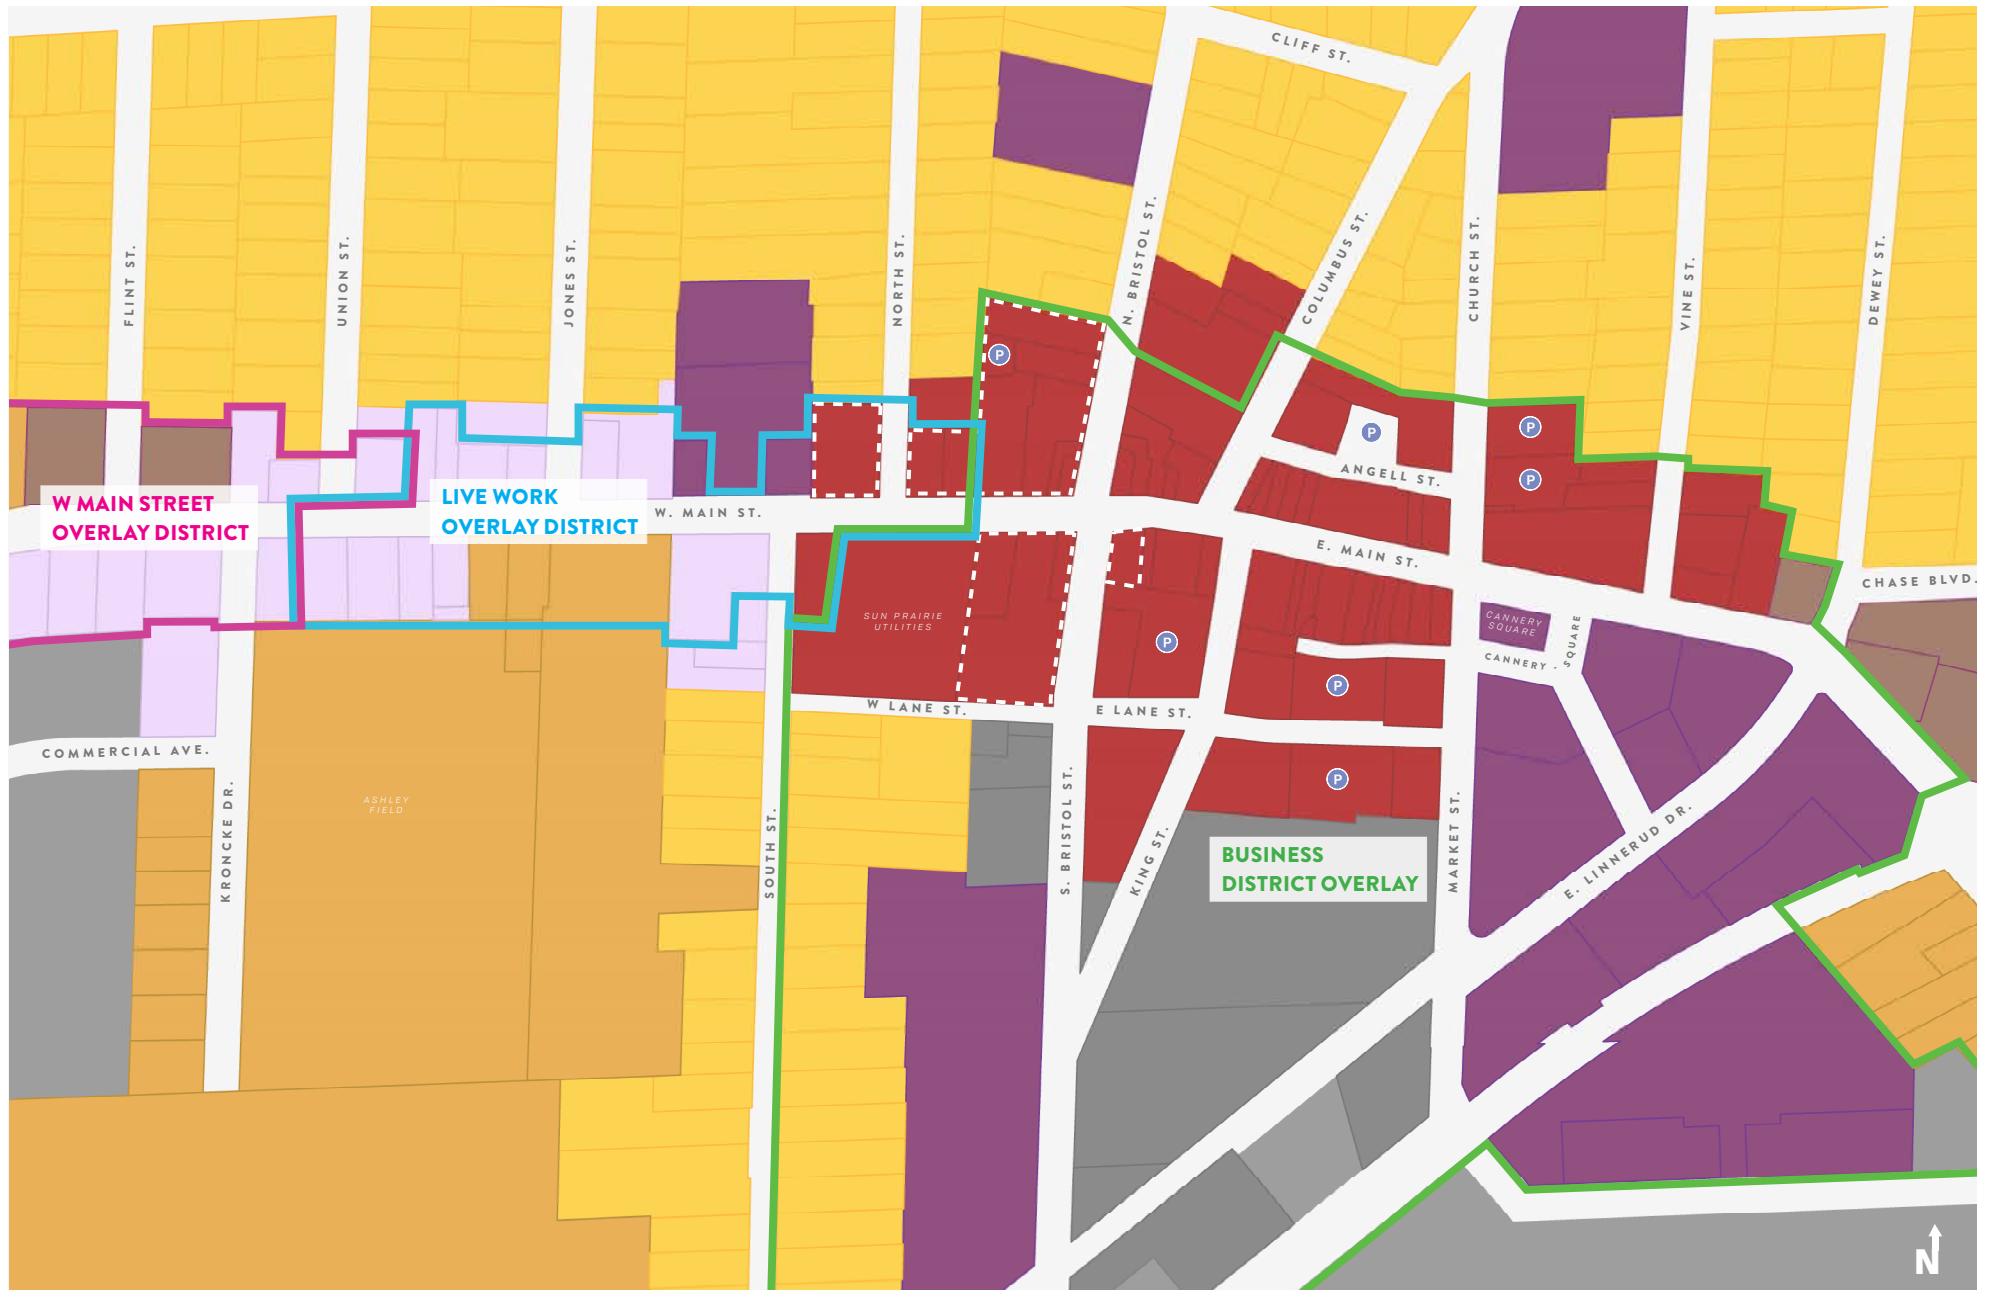 CLIFF ST.
FLINT ST.
UNION ST.
JONES ST.
NORTH ST.
N. BRISTOL ST.
COLUMBUS ST.
CHURCH ST.
VINE ST.
DEWEY ST.
P
P
P
P
ANGELL ST.
W MAIN STREET
OVERLAY DISTRICT
LIVE WORK
OVERLAY DISTRICT
W. MAIN ST.
E. MAIN ST.
CHASE BLVD.
SUN PRAIRIE
UTILITIES
CANNERY
SQUARE
CANNERY - SQUARE
P
P
W LANE ST.
E LANE ST.
COMMERCIAL AVE.
P
ASHLEY
FIELD
KRONCKE DR.
SOUTH ST.
S. BRISTOL ST.
KING ST.
MARKET ST.
E. LINNERUD DR.
BUSINESS
DISTRICT OVERLAY
N